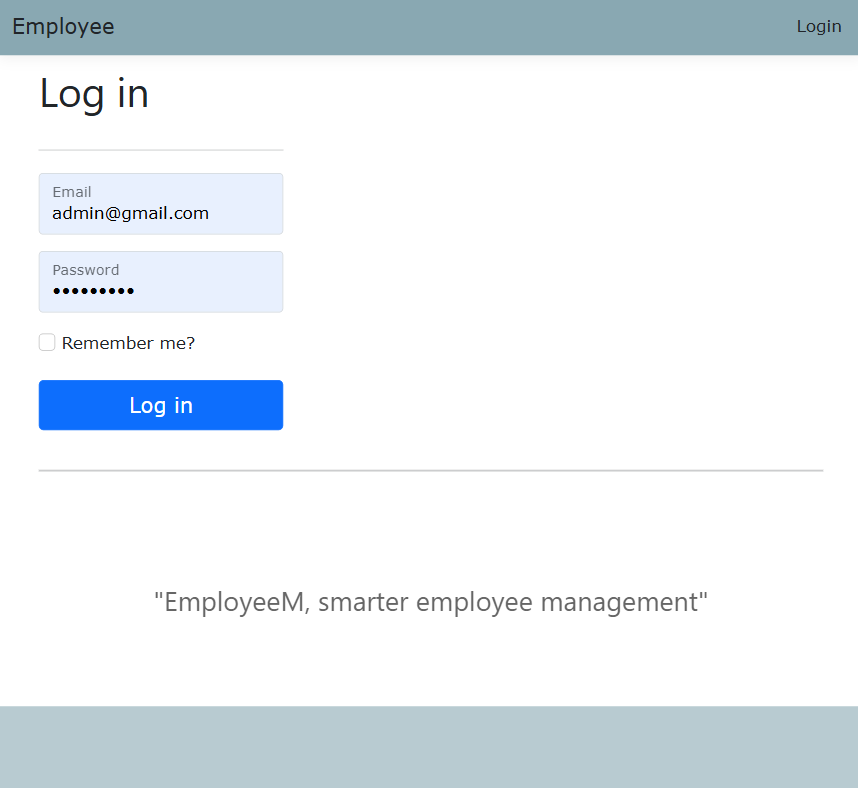 Employee
Login
Log in
Email
admin@gmail.com
Password
•••••••••
Remember me?
Log in
"EmployeeM, smarter employee management"